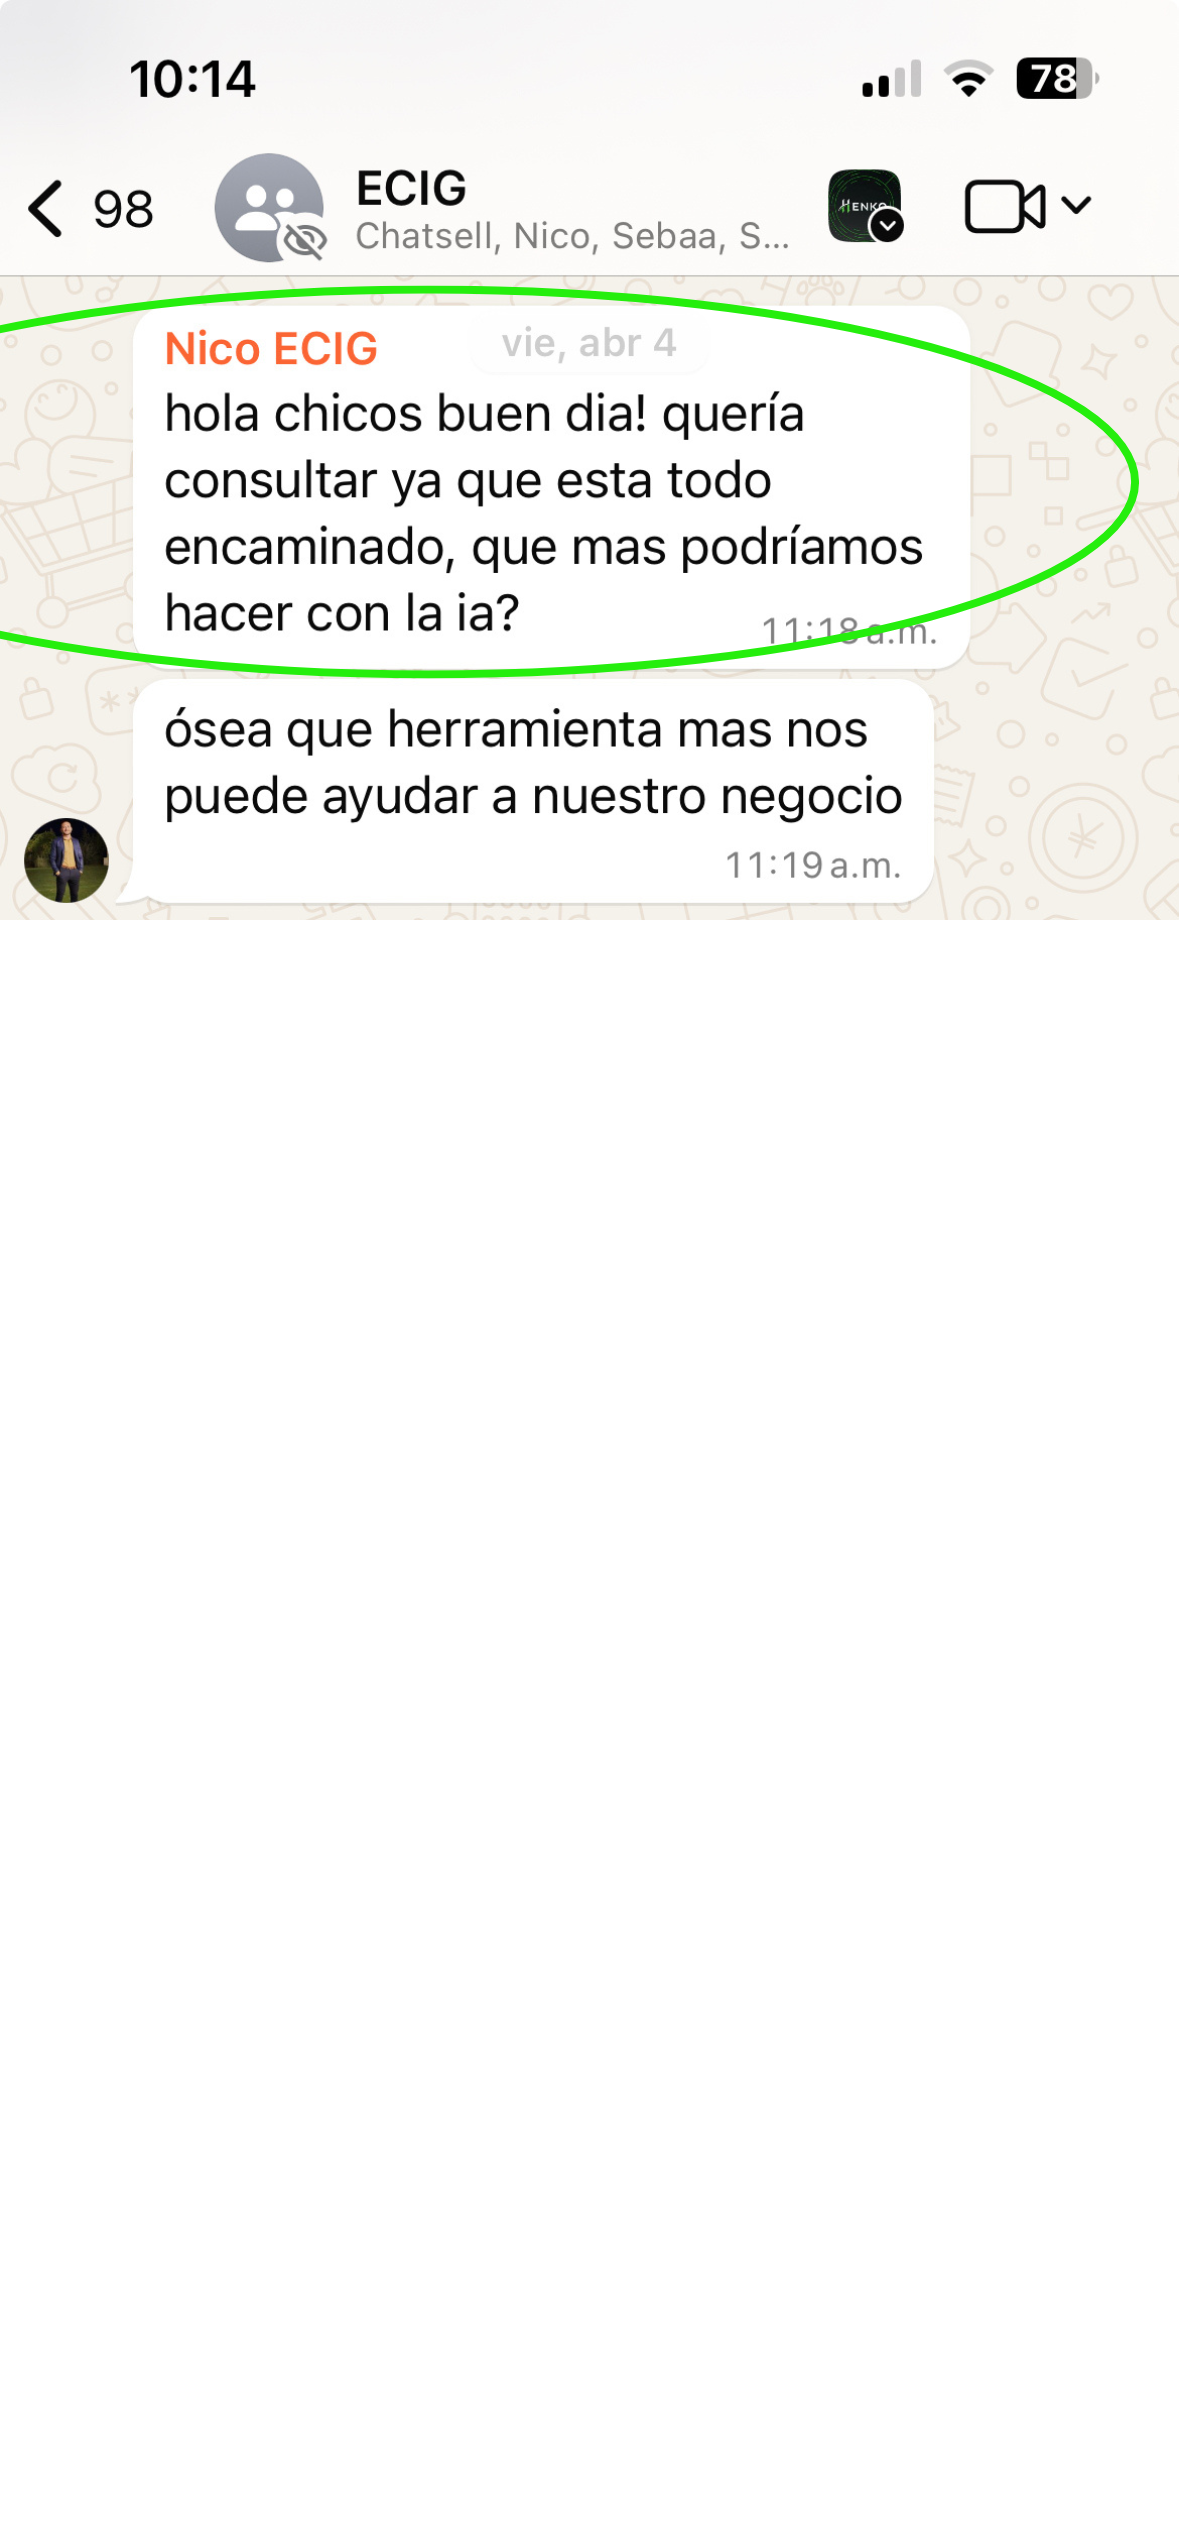 10:14
78
98
ECIG
Chatsell, Nico, Sebaa, S...
HENKO
Nico ECIG
vie, abr 4
hola chicos buen dia! quería
consultar ya que esta todo
encaminado, que mas podríamos
hacer con la ia?
11:18 a.m.
ósea que herramienta mas nos
puede ayudar a nuestro negocio
11:19 a.m.